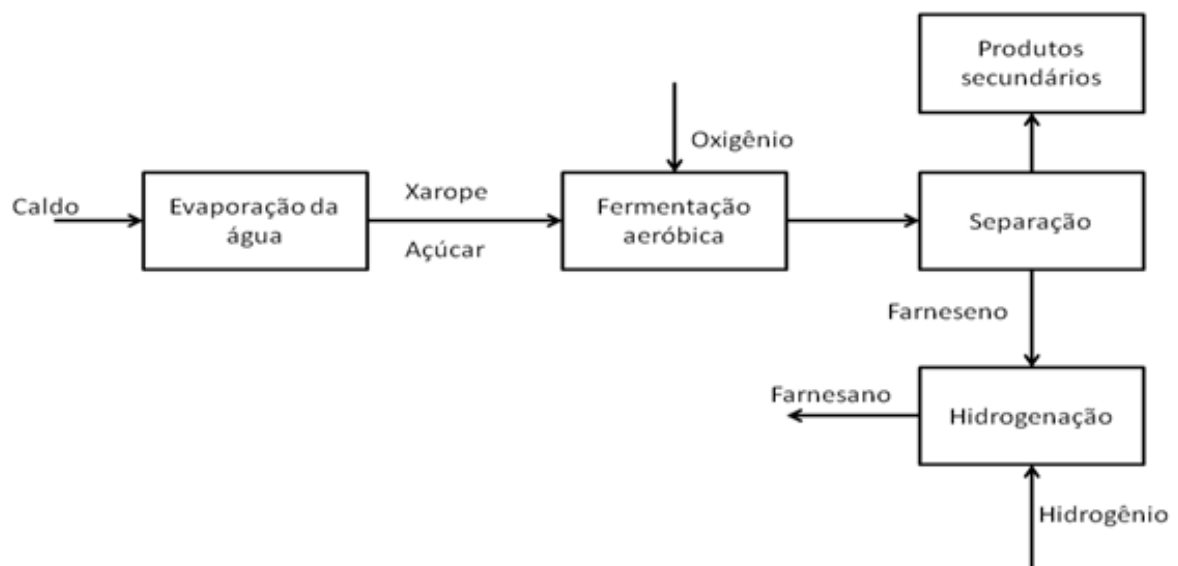 Produtos
secundários
Oxigênio
Caldo
Evaporação da
água
Xarope
Açúcar
Fermentação
aeróbica
Separação
Farneseno
Farnesano
Hidrogenação
Hidrogênio